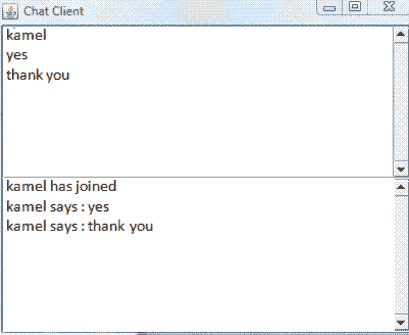 Chat Client
kamel
yes
thank you
kamel has joined
kamel says : yes
kamel says : thank you